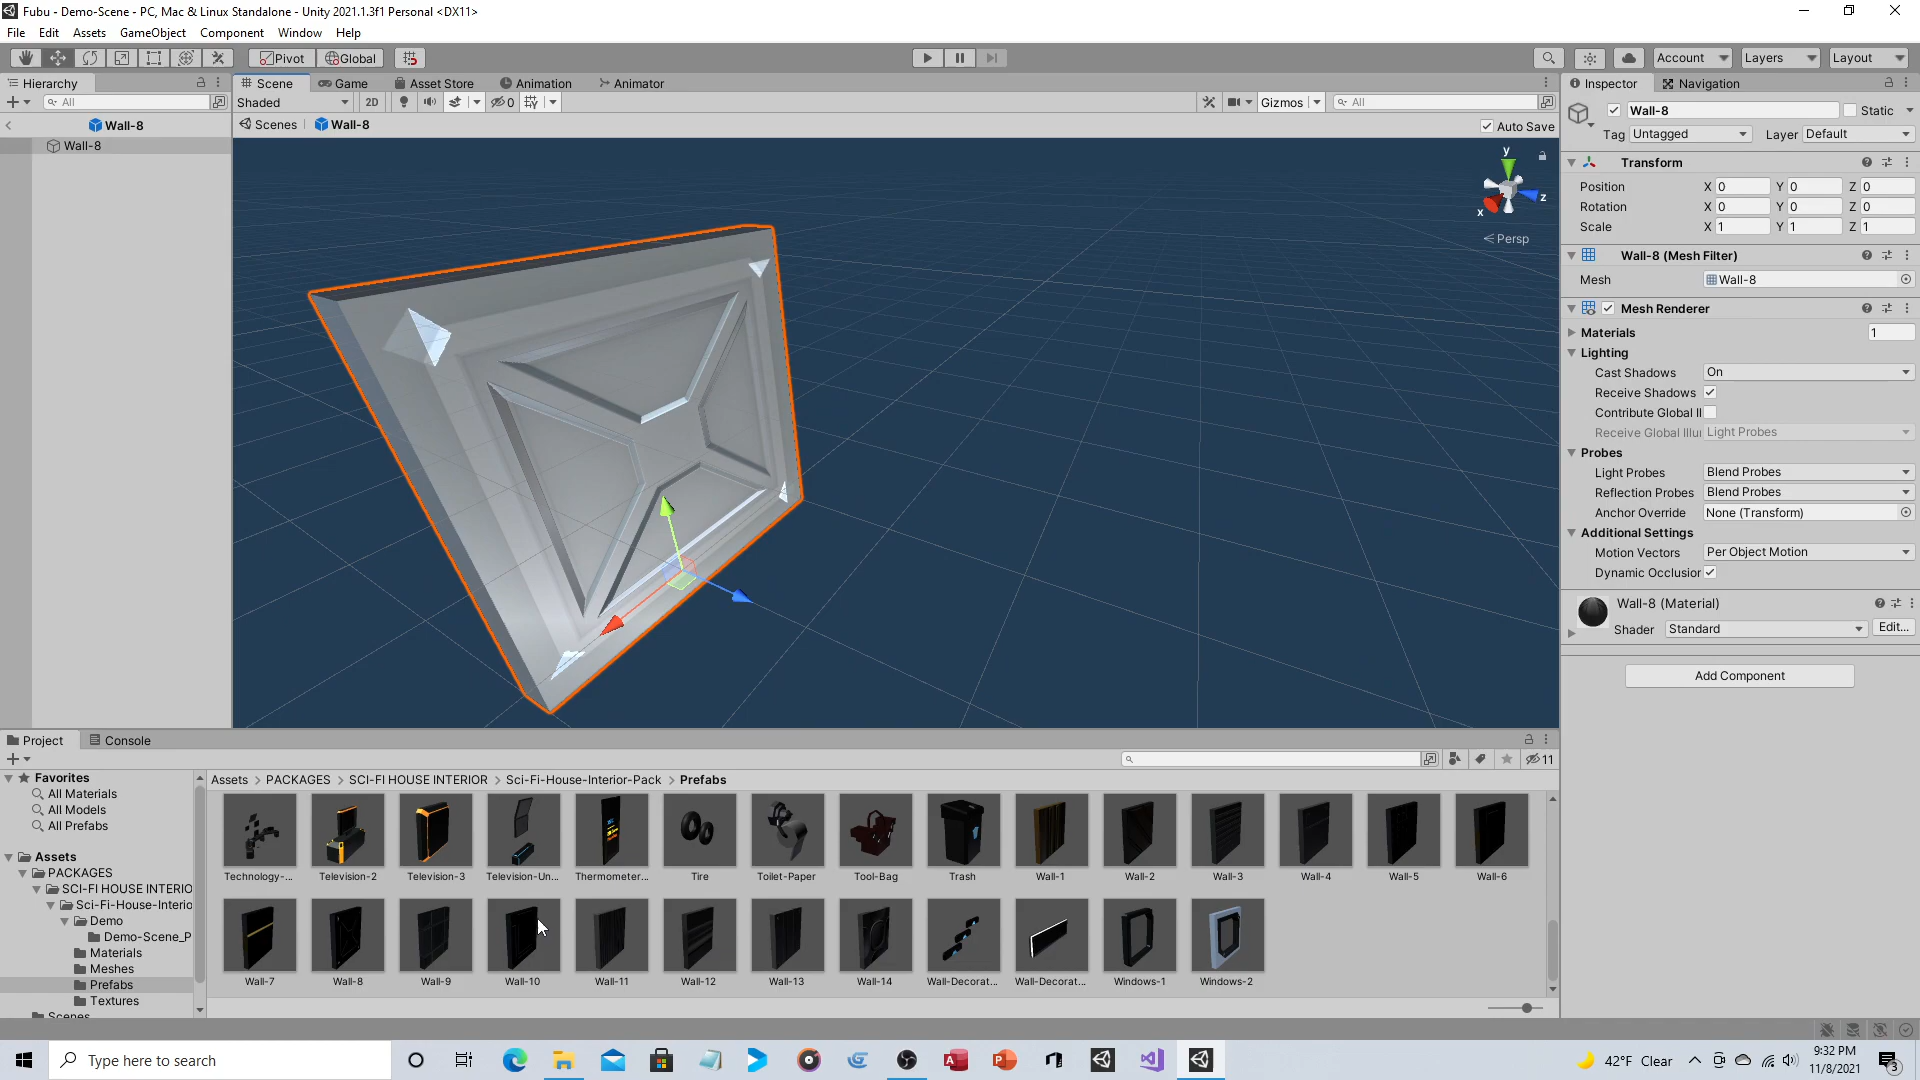 Fubu - Demo-Scene - PC, Mac & Linux Standalone - Unity 2021.1.3f1 Personal <DX11>
File Edit Assets GameObject Component Window Help
Pivot Global Account Layers Layout
Hierarchy Scene Game Asset Store Animation Animator Inspector Navigation
All Shaded 2D 0 Gizmos All
Wall-8 Scenes Wall-8 Auto Save
Wall-8
y
z
x
Persp
Wall-8 Static
Tag Untagged Layer Default
Transform
Position X 0 Y 0 Z 0
Rotation X 0 Y 0 Z 0
Scale X 1 Y 1 Z 1
Wall-8 (Mesh Filter)
Mesh Wall-8
Mesh Renderer
Materials 1
Lighting
Cast Shadows On
Receive Shadows
Contribute Global Il
Receive Global Illur Light Probes
Probes
Light Probes Blend Probes
Reflection Probes Blend Probes
Anchor Override None (Transform)
Additional Settings
Motion Vectors Per Object Motion
Dynamic Occlusior
Wall-8 (Material)
Shader Standard Edit...
Add Component
Project Console
11
Favorites
All Materials
All Models
All Prefabs
Assets
PACKAGES
SCI-FI HOUSE INTERIO
Sci-Fi-House-Interio
Demo
Demo-Scene_P
Materials
Meshes
Prefabs
Textures
Scenes
Assets > PACKAGES > SCI-FI HOUSE INTERIOR > Sci-Fi-House-Interior-Pack > Prefabs
Technology-... Television-2 Television-3 Television-Un... Thermometer... Tire Toilet-Paper Tool-Bag Trash Wall-1 Wall-2 Wall-3 Wall-4 Wall-5 Wall-6
Wall-7 Wall-8 Wall-9 Wall-10 Wall-11 Wall-12 Wall-13 Wall-14 Wall-Decorat... Wall-Decorat... Windows-1 Windows-2
Type here to search
42°F Clear
9:32 PM
11/8/2021
3